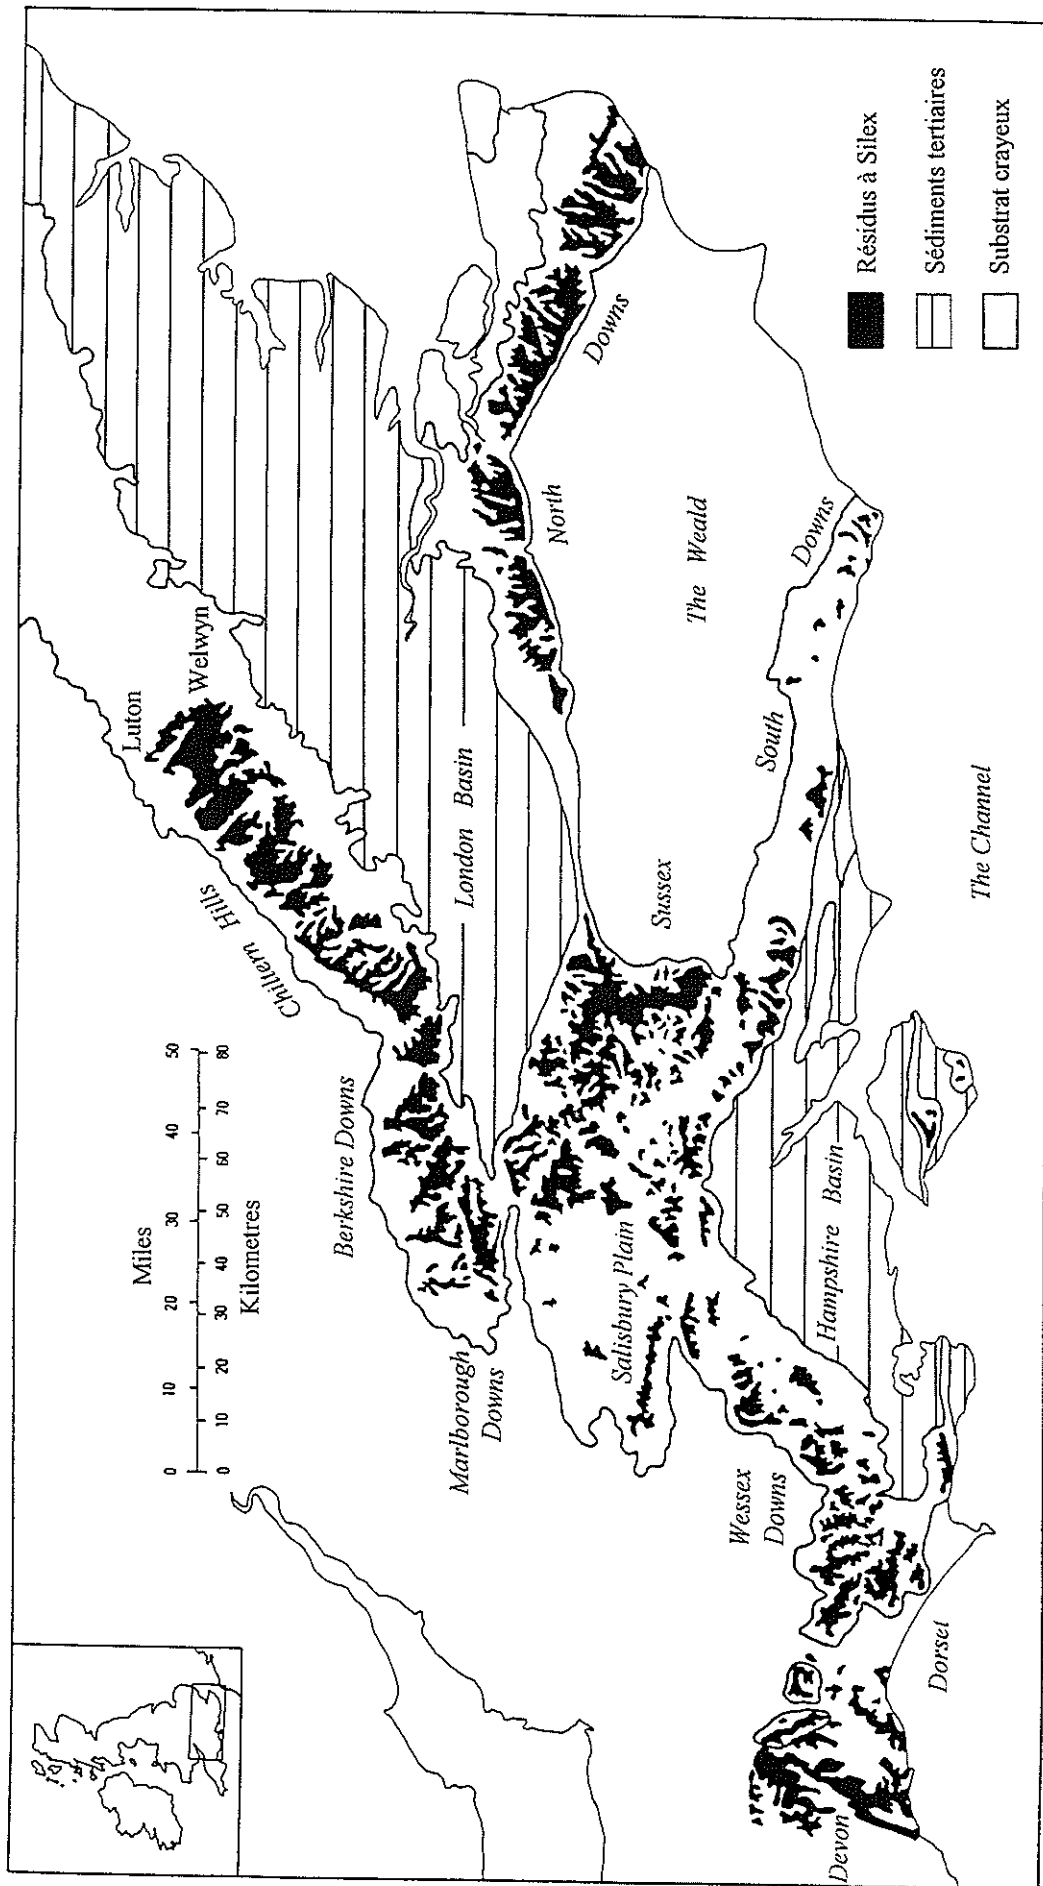 Luton
Welwyn
Chiltern Hills
Miles
0 10 20 30 40 50
0 10 20 30 40 50 60 70 80
Kilometres
Berkshire Downs
London Basin
Marlborough
Downs
North
Downs
The Weald
Salisbury Plain
Sussex
South
Downs
Wessex
Downs
Hampshire Basin
The Channel
Devon
Dorset
Résidus à Silex
Sédiments tertiaires
Substrat crayeux